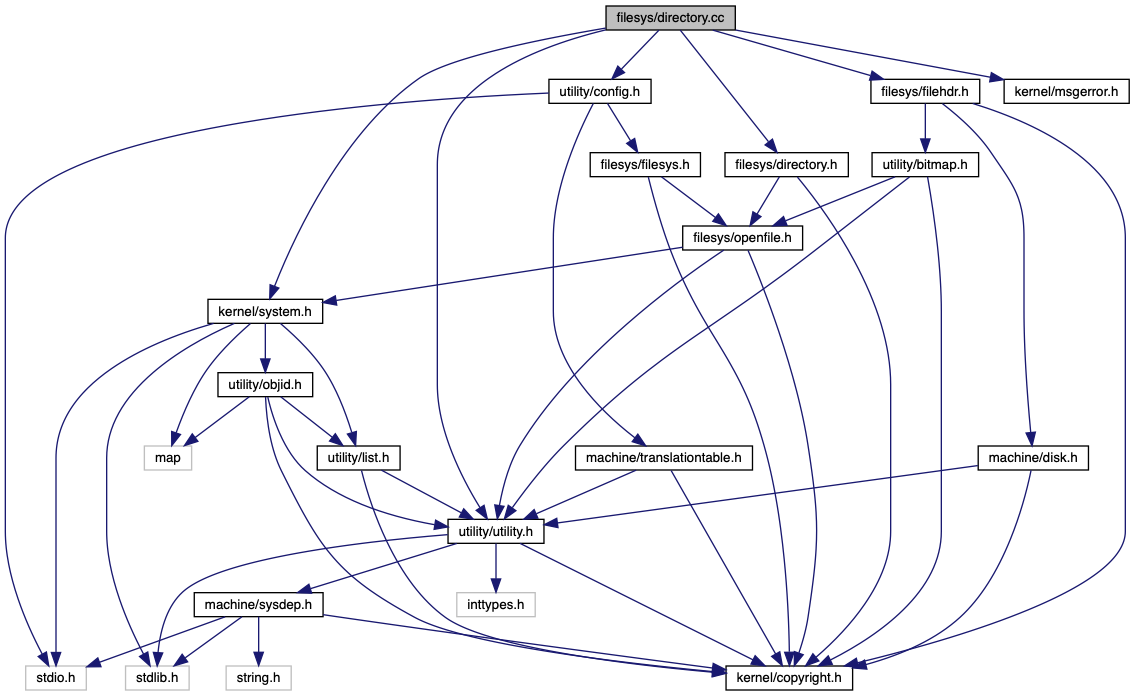 filesys/directory.cc
utility/config.h
filesys/filehdr.h
kernel/msgerror.h
filesys/filesys.h
filesys/directory.h
utility/bitmap.h
filesys/openfile.h
kernel/system.h
utility/objid.h
map
utility/list.h
machine/translationtable.h
machine/disk.h
utility/utility.h
machine/sysdep.h
inttypes.h
stdio.h
stdlib.h
string.h
kernel/copyright.h